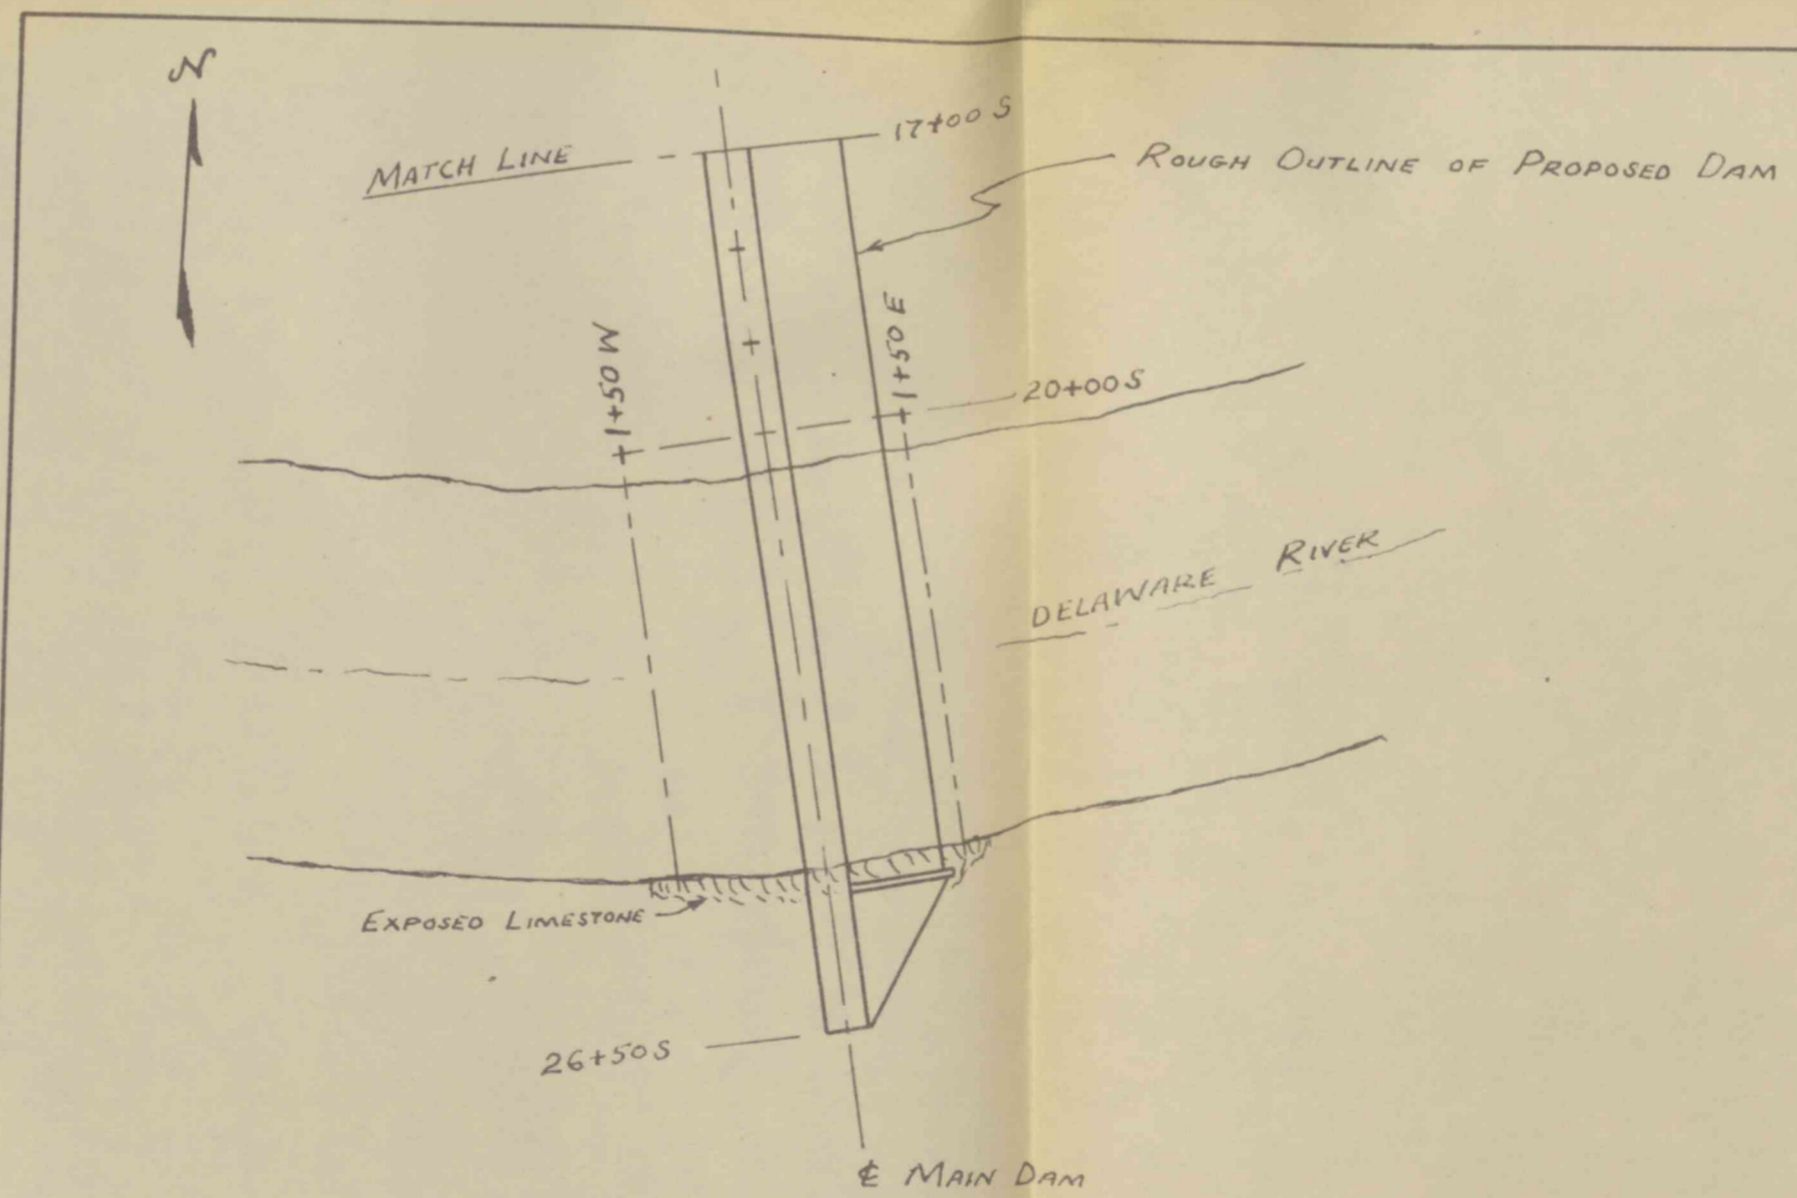 N
17+00 S
MATCH LINE
ROUGH OUTLINE OF PROPOSED DAM
1+50 W
1+50 E
20+00 S
DELAWARE RIVER
EXPOSED LIMESTONE
26+50 S
℄ MAIN DAM